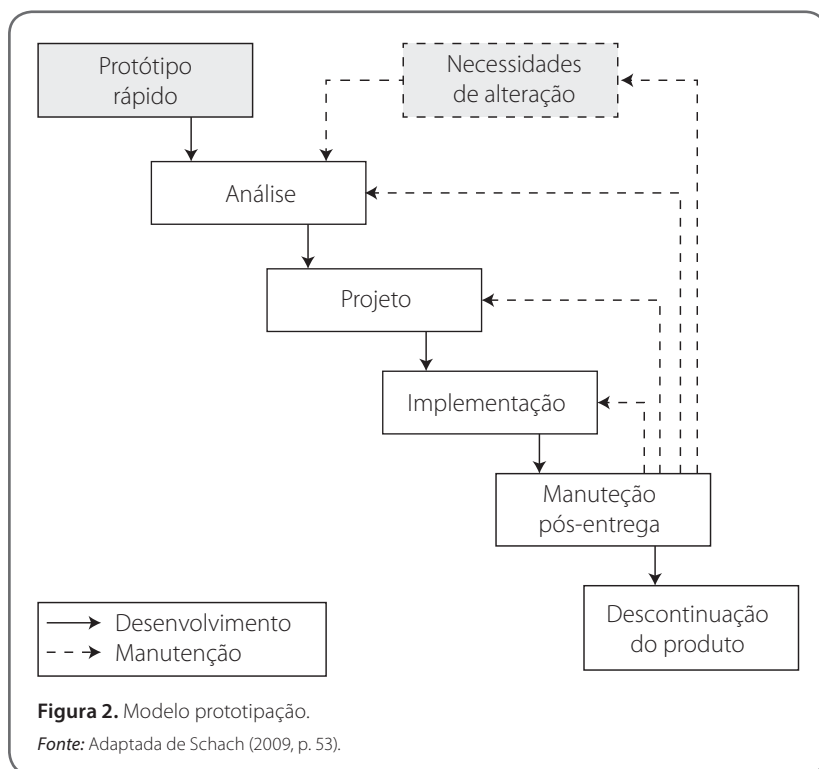 Protótipo
rápido
Necessidades
de alteração
Análise
Projeto
Implementação
Manuteção
pós-entrega
Descontinuação
do produto
Desenvolvimento
Manutenção
Figura 2. Modelo prototipação.
Fonte: Adaptada de Schach (2009, p. 53).